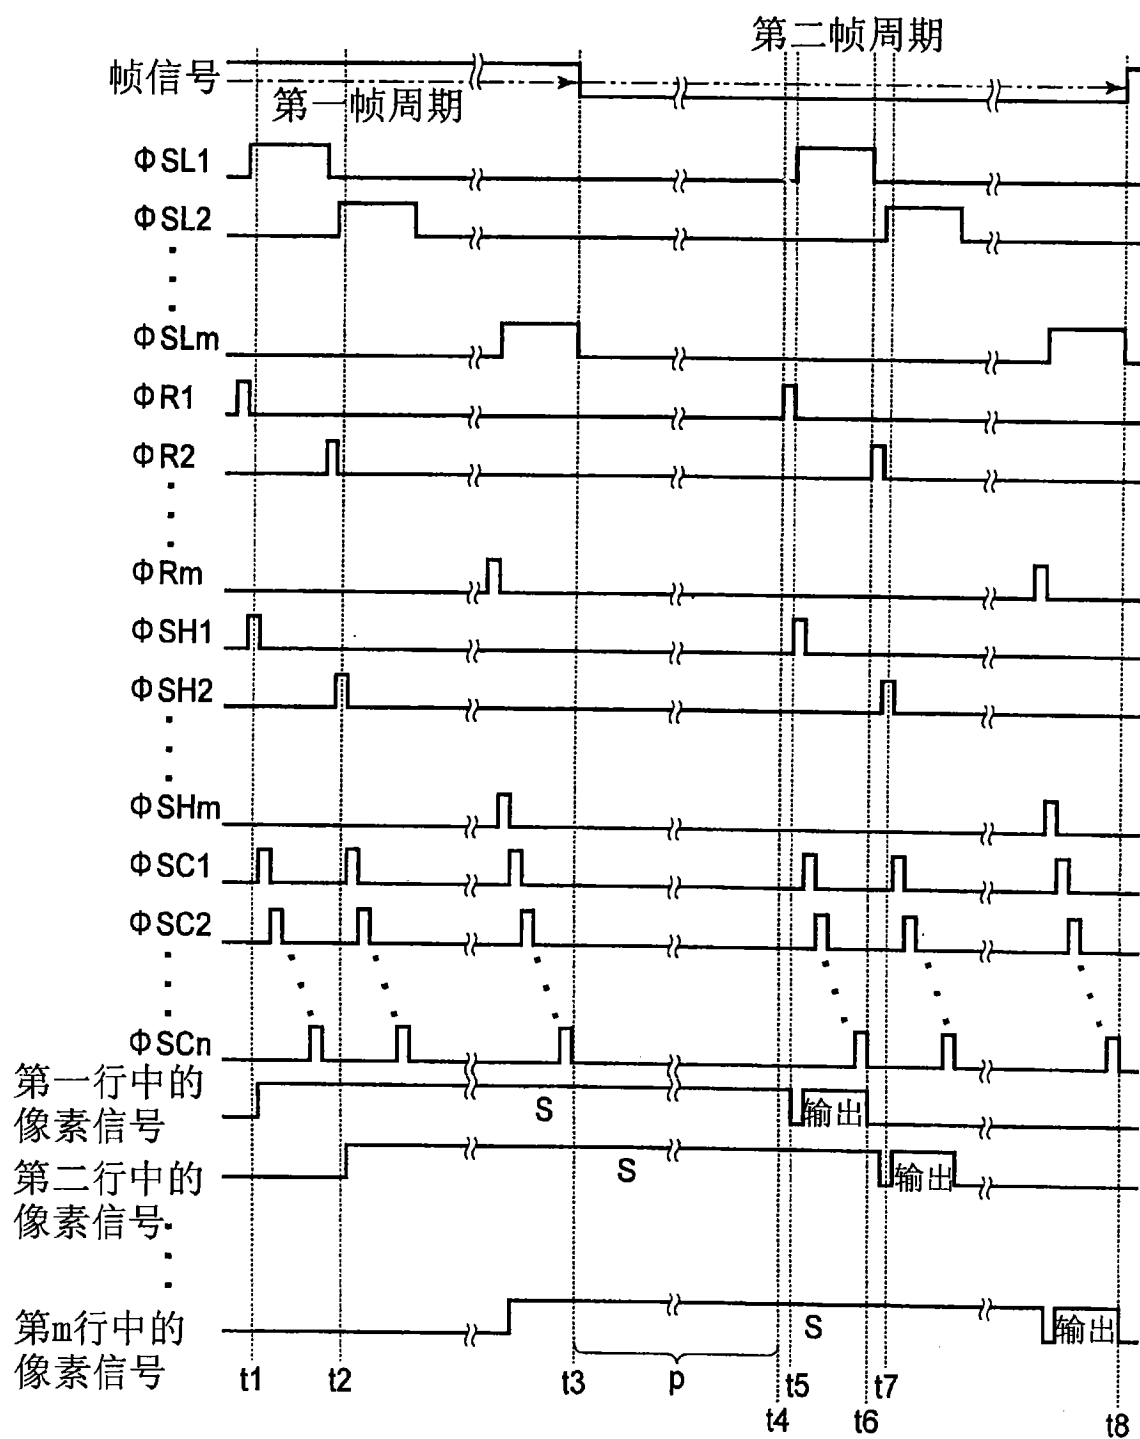 第二帧周期
帧信号
第一帧周期
ΦSL1
ΦSL2
ΦSLm
ΦR1
ΦR2
ΦRm
ΦSH1
ΦSH2
ΦSHm
ΦSC1
ΦSC2
ΦSCn
第一行中的
像素信号
S
输出
第二行中的
像素信号
S
输出
第m行中的
像素信号
S
输出
t1
t2
t3
p
t4
t5
t6
t7
t8